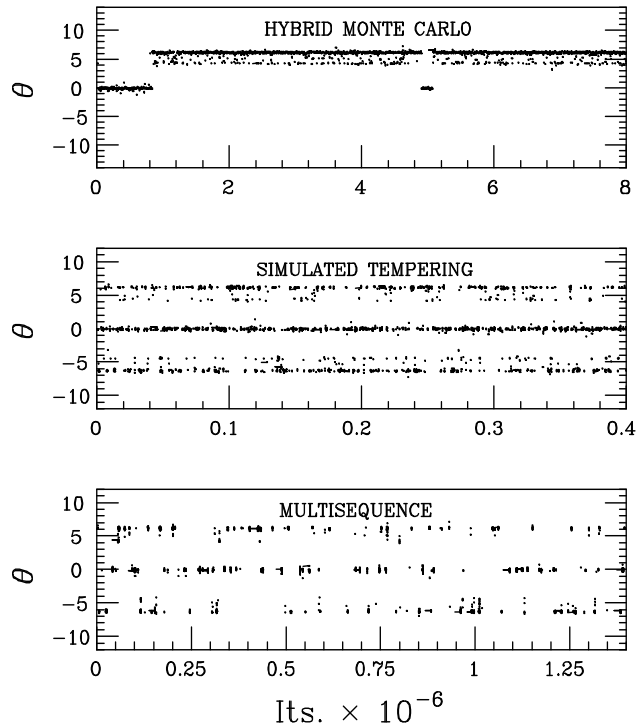 HYBRID MONTE CARLO
10
5
0
−5
−10
θ
0 2 4 6 8
SIMULATED TEMPERING
10
5
0
−5
−10
θ
0 0.1 0.2 0.3 0.4
MULTISEQUENCE
10
5
0
−5
−10
θ
0 0.25 0.5 0.75 1 1.25
Its. × 10⁻⁶